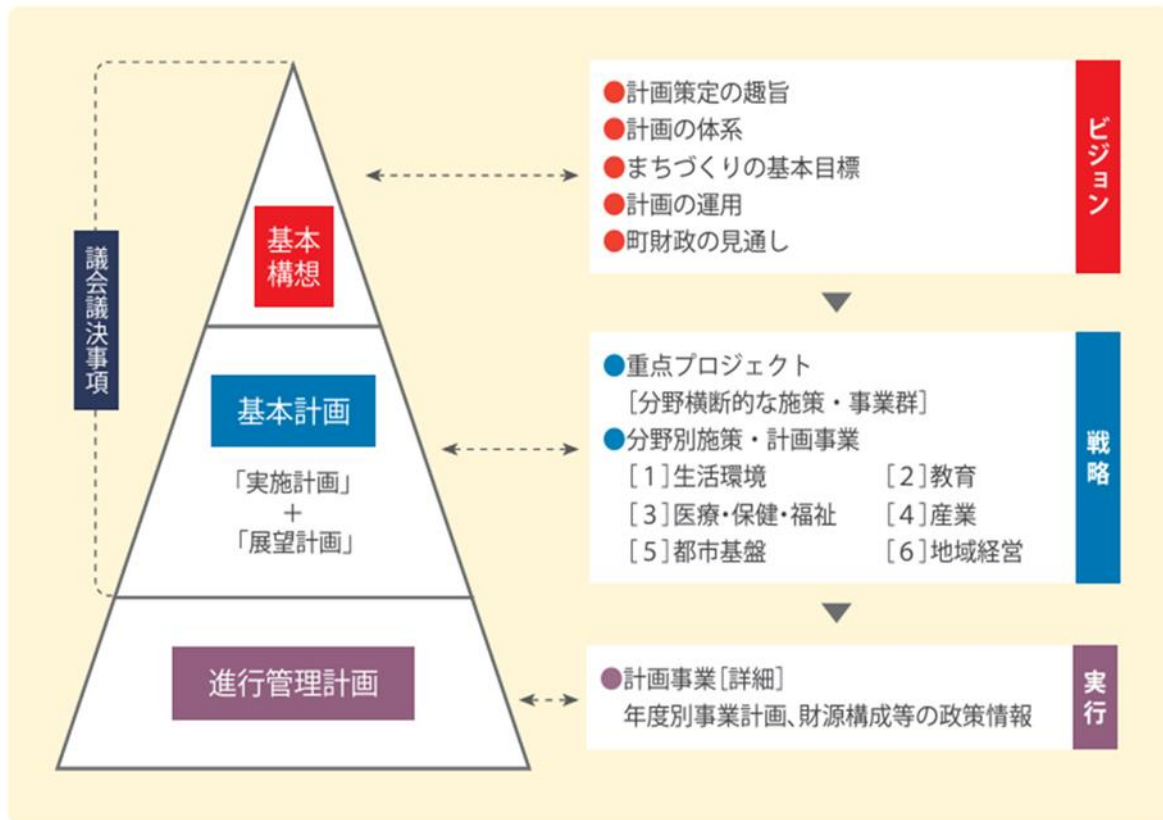 議会議決事項
基本
構想
基本計画
「実施計画」
+
「展望計画」
進行管理計画
●計画策定の趣旨
●計画の体系
●まちづくりの基本目標
●計画の運用
●町財政の見通し
ビジョン
●重点プロジェクト
[分野横断的な施策・事業群]
●分野別施策・計画事業
[1]生活環境 [2]教育
[3]医療・保健・福祉 [4]産業
[5]都市基盤 [6]地域経営
戦略
●計画事業[詳細]
年度別事業計画、財源構成等の政策情報
実行